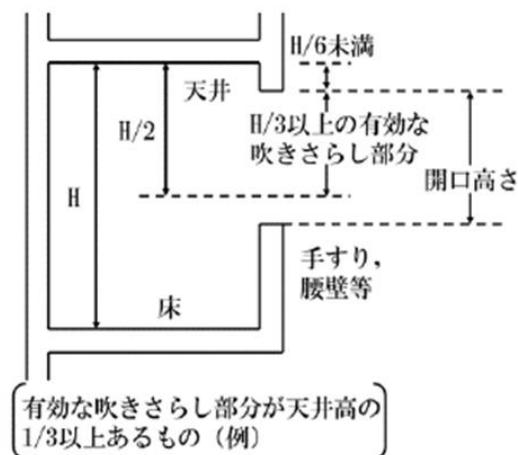 H/6未満
天井
H/2
H/3以上の有効な
吹きさらし部分
開口高さ
H
手すり,
腰壁等
床
有効な吹きさらし部分が天井高の
1/3以上あるもの（例）